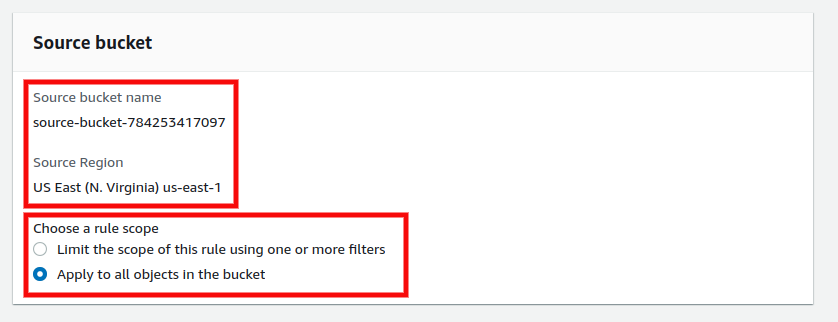 Source bucket
Source bucket name
source-bucket-784253417097
Source Region
US East (N. Virginia) us-east-1
Choose a rule scope
Limit the scope of this rule using one or more filters
Apply to all objects in the bucket